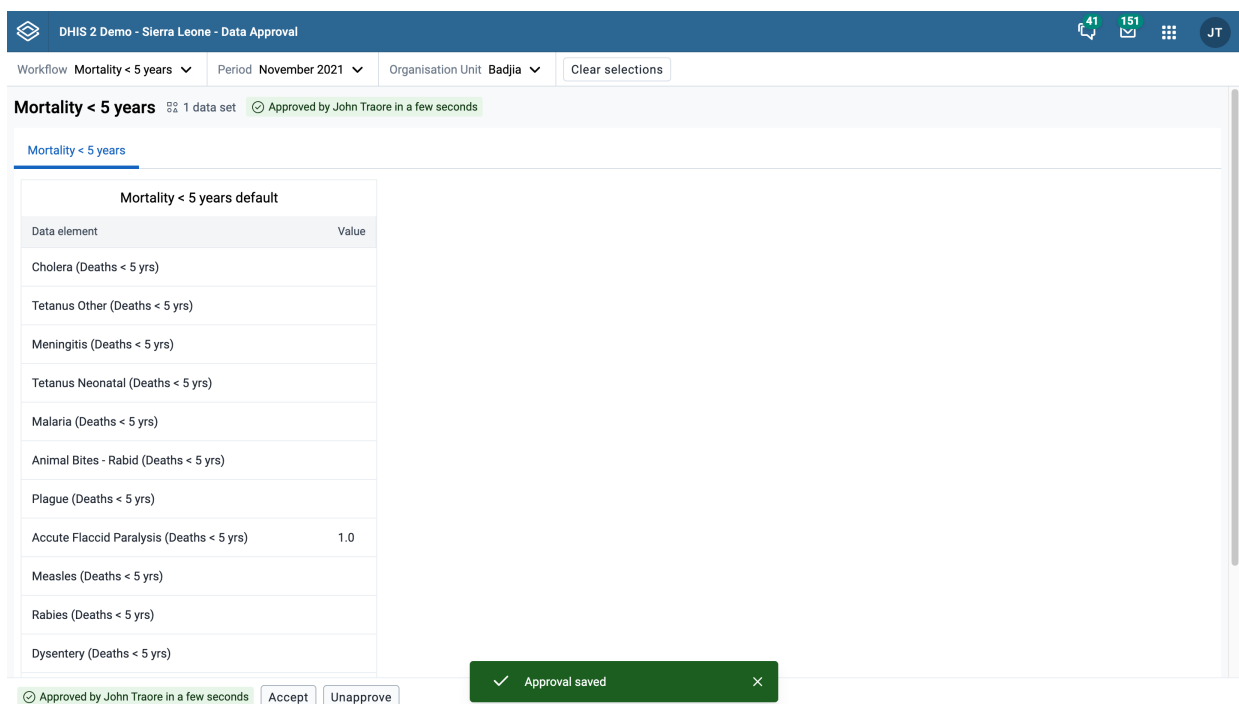 DHIS 2 Demo - Sierra Leone - Data Approval 41 151 JT
Workflow Mortality < 5 years Period November 2021 Organisation Unit Badjia Clear selections
Mortality < 5 years 1 data set Approved by John Traore in a few seconds
Mortality < 5 years
Mortality < 5 years default
Data element Value
Cholera (Deaths < 5 yrs)
Tetanus Other (Deaths < 5 yrs)
Meningitis (Deaths < 5 yrs)
Tetanus Neonatal (Deaths < 5 yrs)
Malaria (Deaths < 5 yrs)
Animal Bites - Rabid (Deaths < 5 yrs)
Plague (Deaths < 5 yrs)
Accute Flaccid Paralysis (Deaths < 5 yrs) 1.0
Measles (Deaths < 5 yrs)
Rabies (Deaths < 5 yrs)
Dysentery (Deaths < 5 yrs)
Approval saved
Approved by John Traore in a few seconds Accept Unapprove